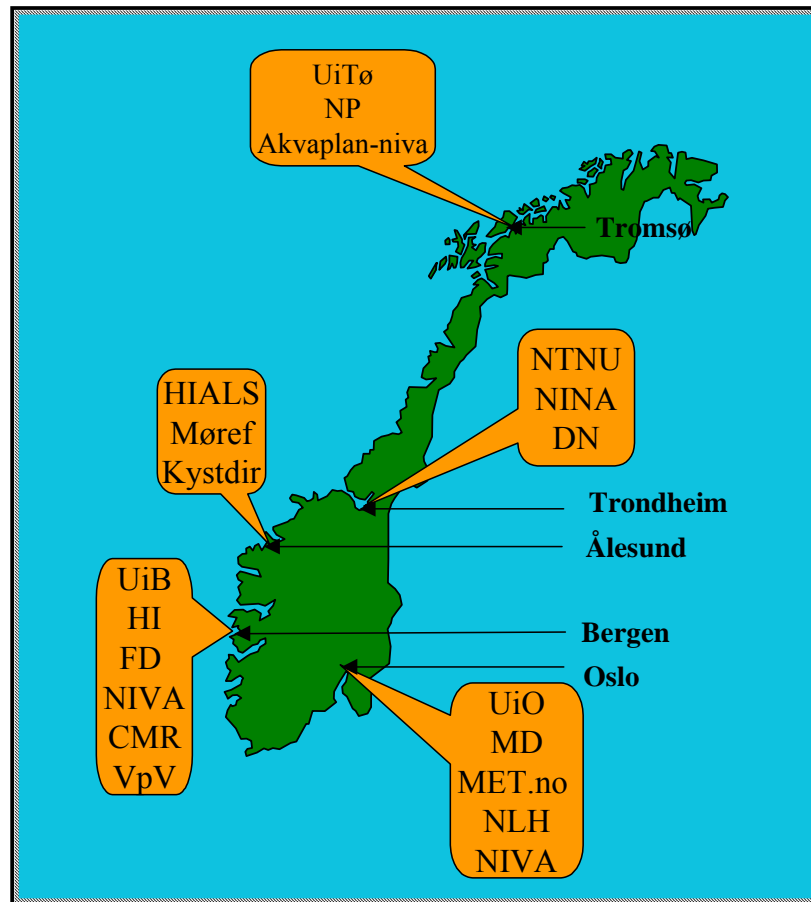 UiTø
NP
Akvaplan-niva
Tromsø
NTNU
NINA
DN
HIALS
Møref
Kystdir
Trondheim
Ålesund
UiB
HI
FD
NIVA
CMR
VpV
Bergen
Oslo
UiO
MD
MET.no
NLH
NIVA